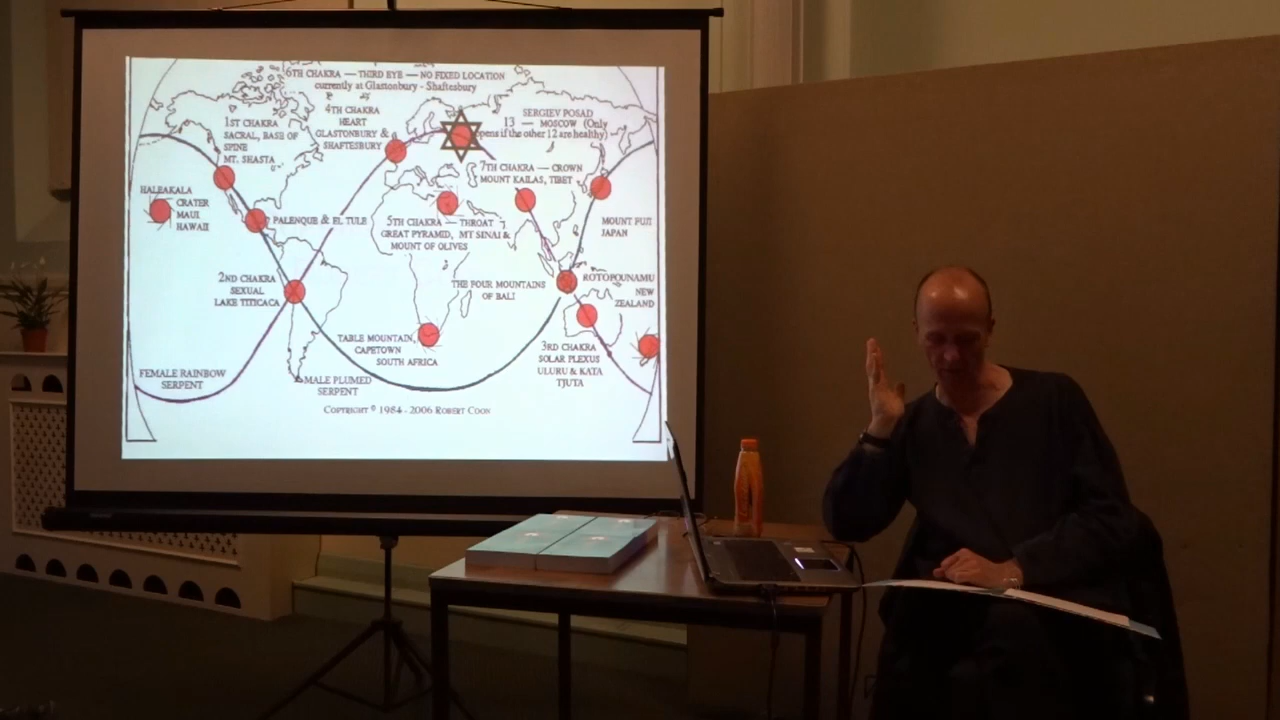 6TH CHAKRA — THIRD EYE — NO FIXED LOCATION
currently at Glastonbury - Shaftesbury
4TH CHAKRA
HEART
GLASTONBURY &
SHAFTESBURY
1ST CHAKRA
SACRAL, BASE OF
SPINE
MT. SHASTA
SERGIEV POSAD
13 — MOSCOW (Only
opens if the other 12 are healthy)
7TH CHAKRA — CROWN
MOUNT KAILAS, TIBET
HALEAKALA
CRATER
MAUI
HAWAII
PALENQUE & EL TULE
5TH CHAKRA — THROAT
GREAT PYRAMID, MT SINAI &
MOUNT OF OLIVES
MOUNT FUJI
JAPAN
2ND CHAKRA
SEXUAL
LAKE TITICACA
THE FOUR MOUNTAINS
OF BALI
ROTOPOUNAMU
NEW
ZEALAND
TABLE MOUNTAIN,
CAPETOWN
SOUTH AFRICA
3RD CHAKRA
SOLAR PLEXUS
ULURU & KATA
TJUTA
FEMALE RAINBOW
SERPENT
MALE PLUMED
SERPENT
COPYRIGHT © 1984 - 2006 ROBERT COON